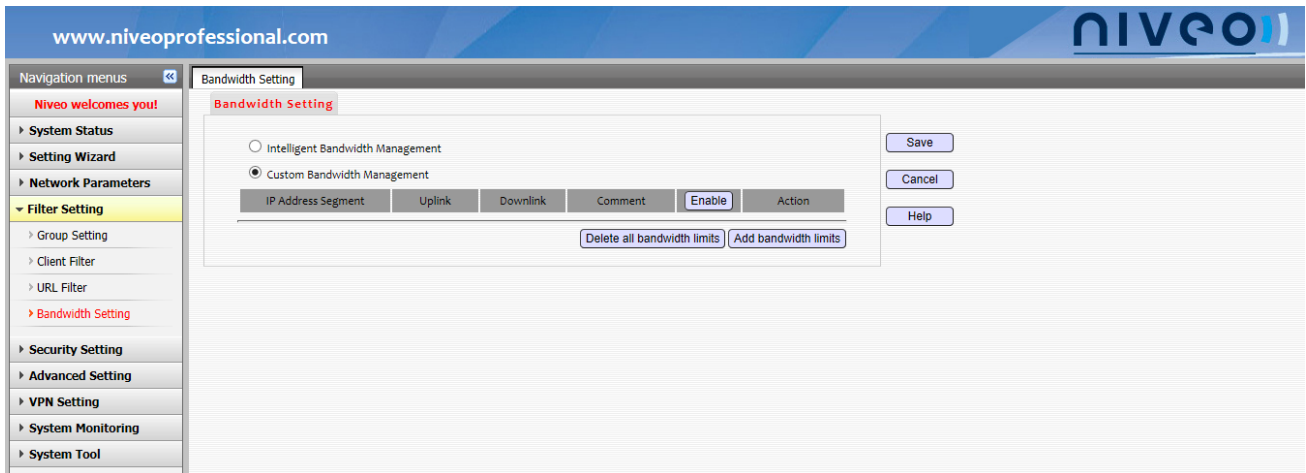 www.niveoprofessional.com
niveo
Navigation menus
Niveo welcomes you!
System Status
Setting Wizard
Network Parameters
Filter Setting
Group Setting
Client Filter
URL Filter
Bandwidth Setting
Security Setting
Advanced Setting
VPN Setting
System Monitoring
System Tool
Bandwidth Setting
Bandwidth Setting
Intelligent Bandwidth Management
Custom Bandwidth Management
IP Address Segment Uplink Downlink Comment Enable Action
Delete all bandwidth limits Add bandwidth limits
Save
Cancel
Help